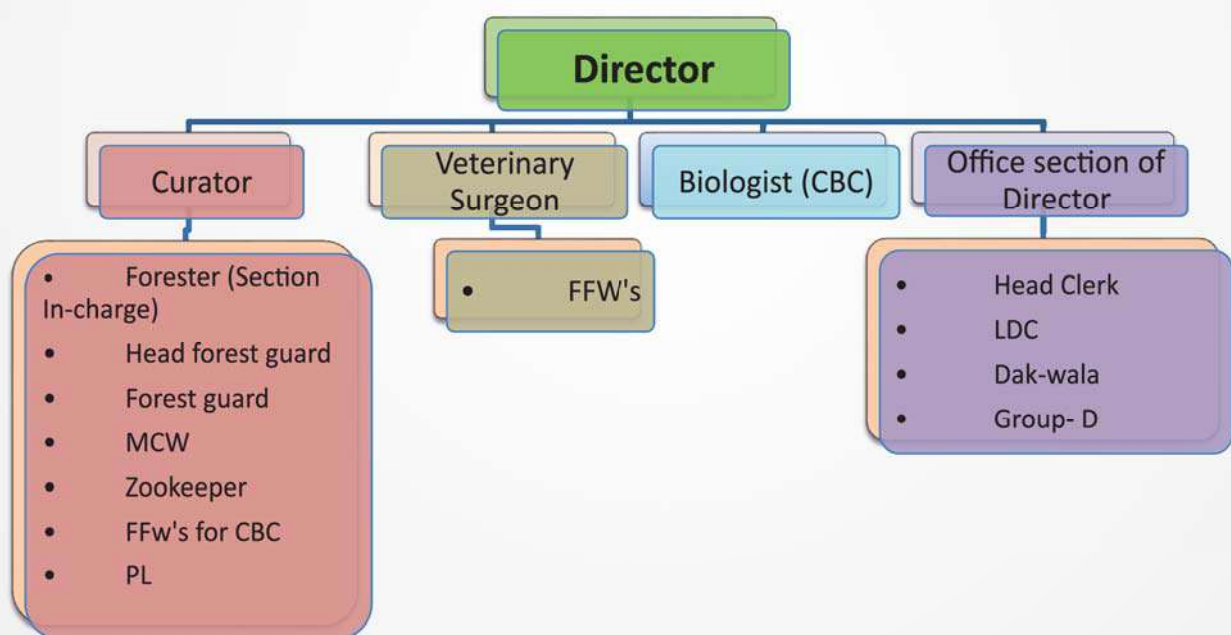 Director
Curator
Veterinary
Surgeon
Biologist (CBC)
Office section of
Director
• Forester (Section
In-charge)
• Head forest guard
• Forest guard
• MCW
• Zookeeper
• FFw's for CBC
• PL
• FFW's
• Head Clerk
• LDC
• Dak-wala
• Group- D